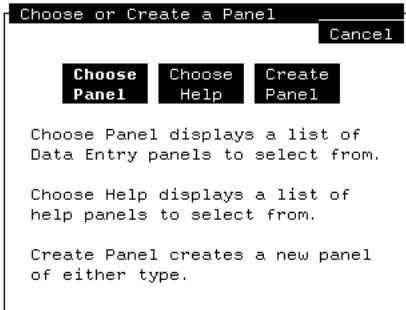 Choose or Create a Panel
Cancel
Choose Choose Create
Panel Help Panel
Choose Panel displays a list of
Data Entry panels to select from.
Choose Help displays a list of
help panels to select from.
Create Panel creates a new panel
of either type.